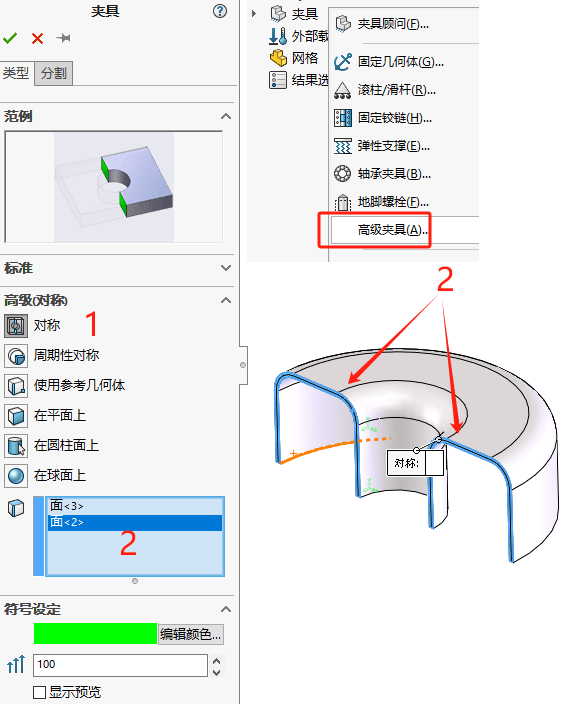 夹具
类型 分割
范例
标准
高级(对称)
对称
1
周期性对称
使用参考几何体
在平面上
在圆柱面上
在球面上
面<3>
面<2>
2
符号设定
编辑颜色...
100
显示预览
夹具
外部载
网格
结果选
夹具顾问(F)...
固定几何体(G)...
滚柱/滑杆(R)...
固定铰链(H)...
弹性支撑(E)...
轴承夹具(B)...
地脚螺栓(F)...
高级夹具(A)...
2
对称: